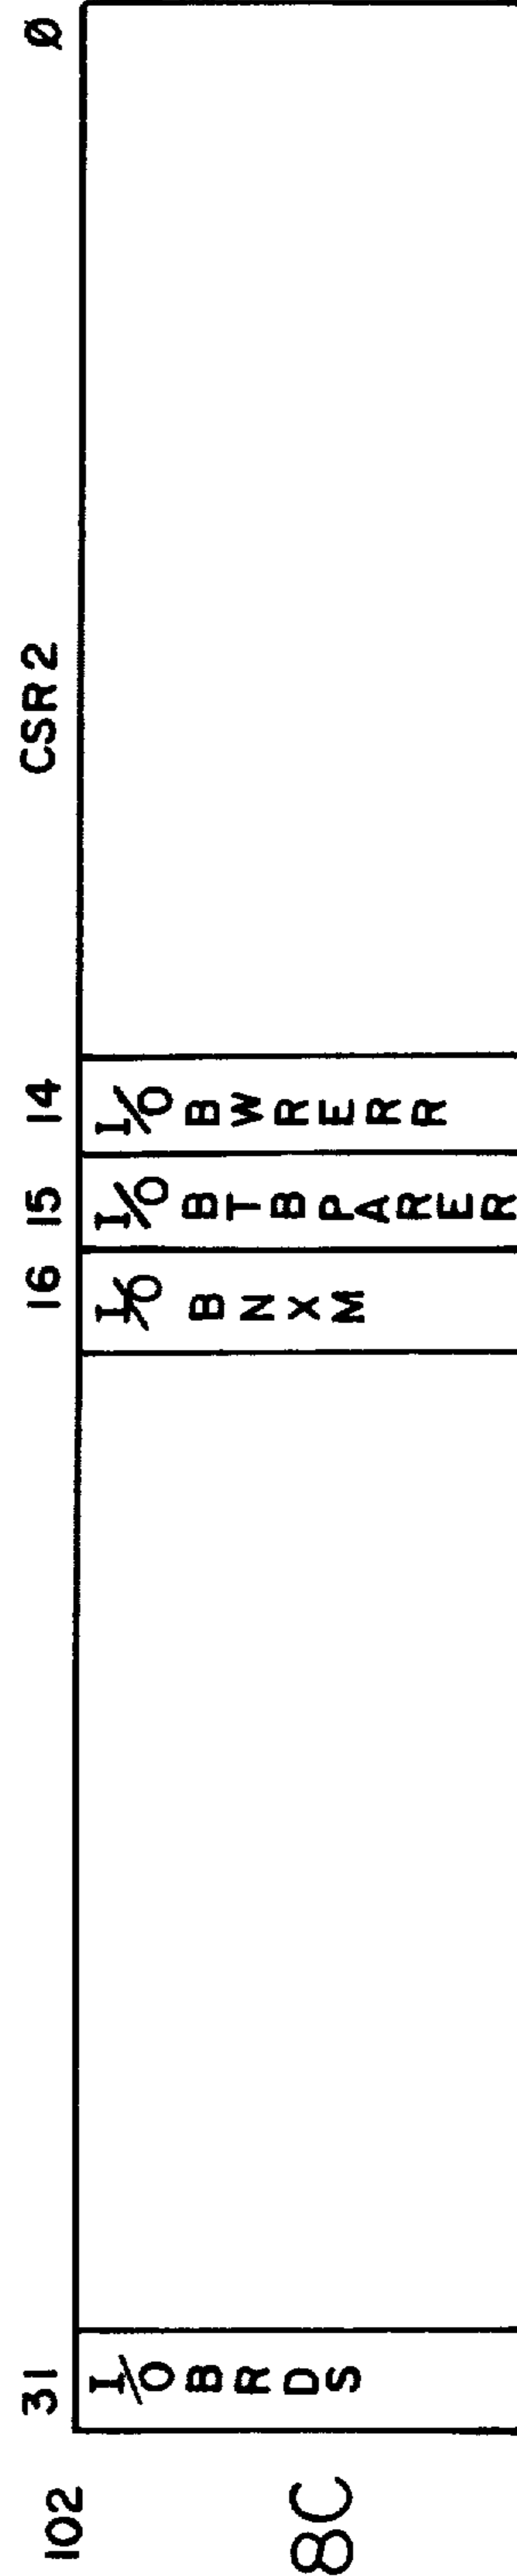 102
31 16 15 14 CSR2 Ø
I/O BRDS
I/O BNXM
I/O BTBPARER
I/O BWRERR
8C